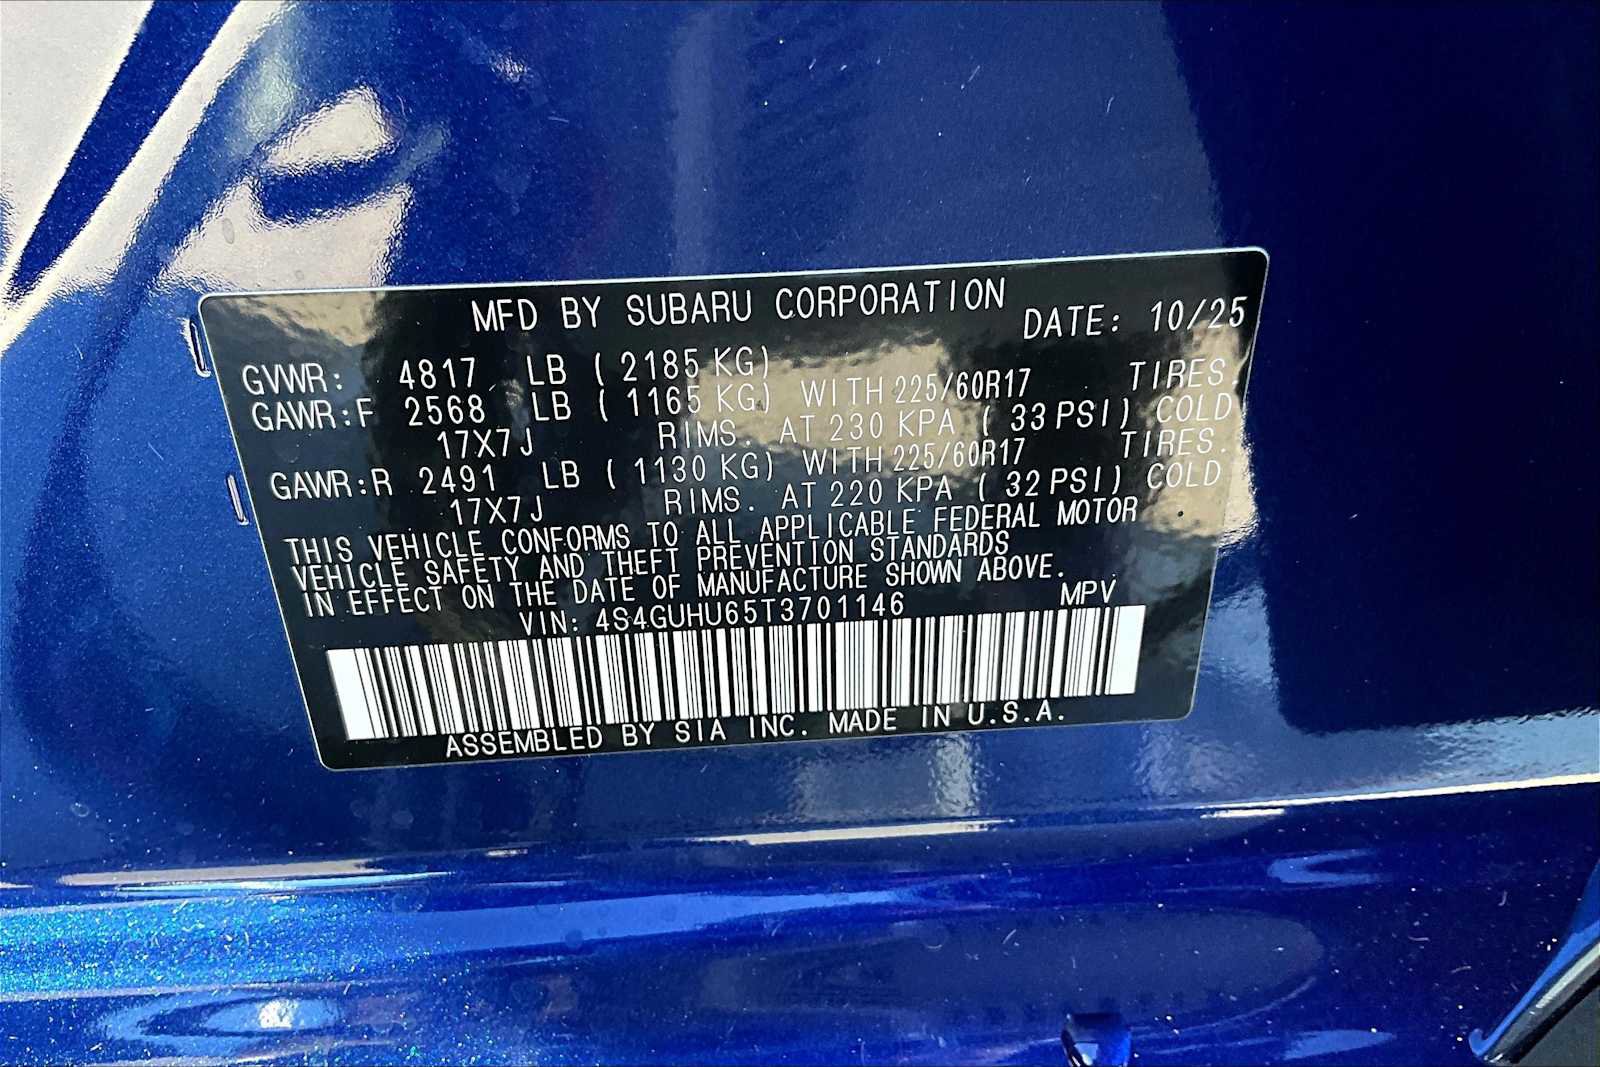 MFD BY SUBARU CORPORATION
DATE: 10/25
GVWR: 4817 LB ( 2185 KG)
GAWR:F 2568 LB ( 1165 KG) WITH 225/60R17 TIRES.
17X7J RIMS. AT 230 KPA ( 33 PSI) COLD
GAWR:R 2491 LB ( 1130 KG) WITH 225/60R17 TIRES.
17X7J RIMS. AT 220 KPA ( 32 PSI) COLD
THIS VEHICLE CONFORMS TO ALL APPLICABLE FEDERAL MOTOR
VEHICLE SAFETY AND THEFT PREVENTION STANDARDS
IN EFFECT ON THE DATE OF MANUFACTURE SHOWN ABOVE.
VIN: 4S4GUHU65T3701146 MPV
ASSEMBLED BY SIA INC. MADE IN U.S.A.